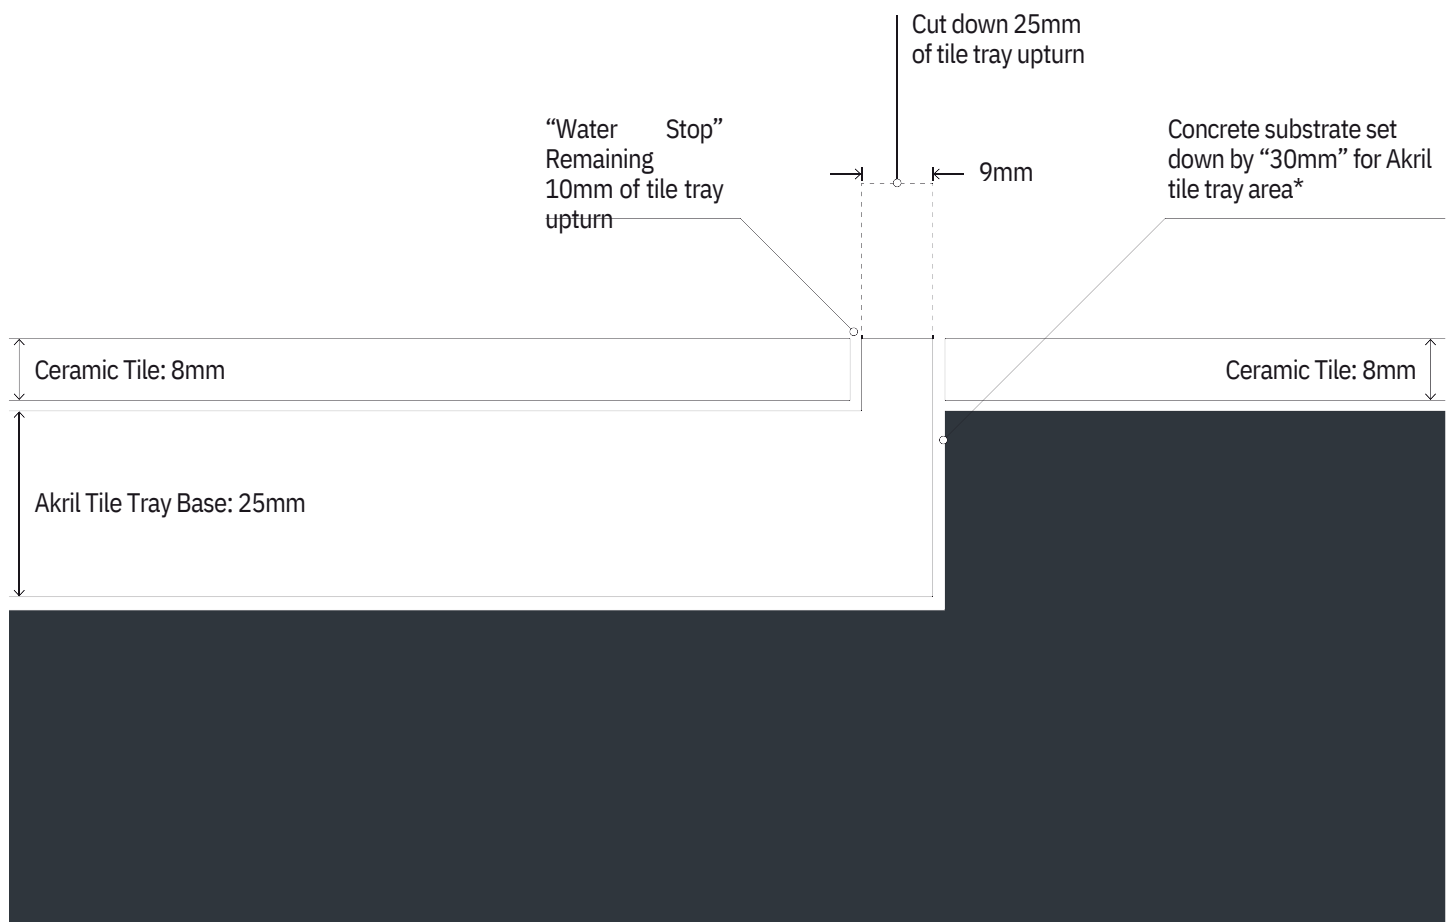 Cut down 25mm
of tile tray upturn
“Water Stop”
Remaining
10mm of tile tray
upturn
9mm
Concrete substrate set
down by “30mm” for Akril
tile tray area*
Ceramic Tile: 8mm
Ceramic Tile: 8mm
Akril Tile Tray Base: 25mm